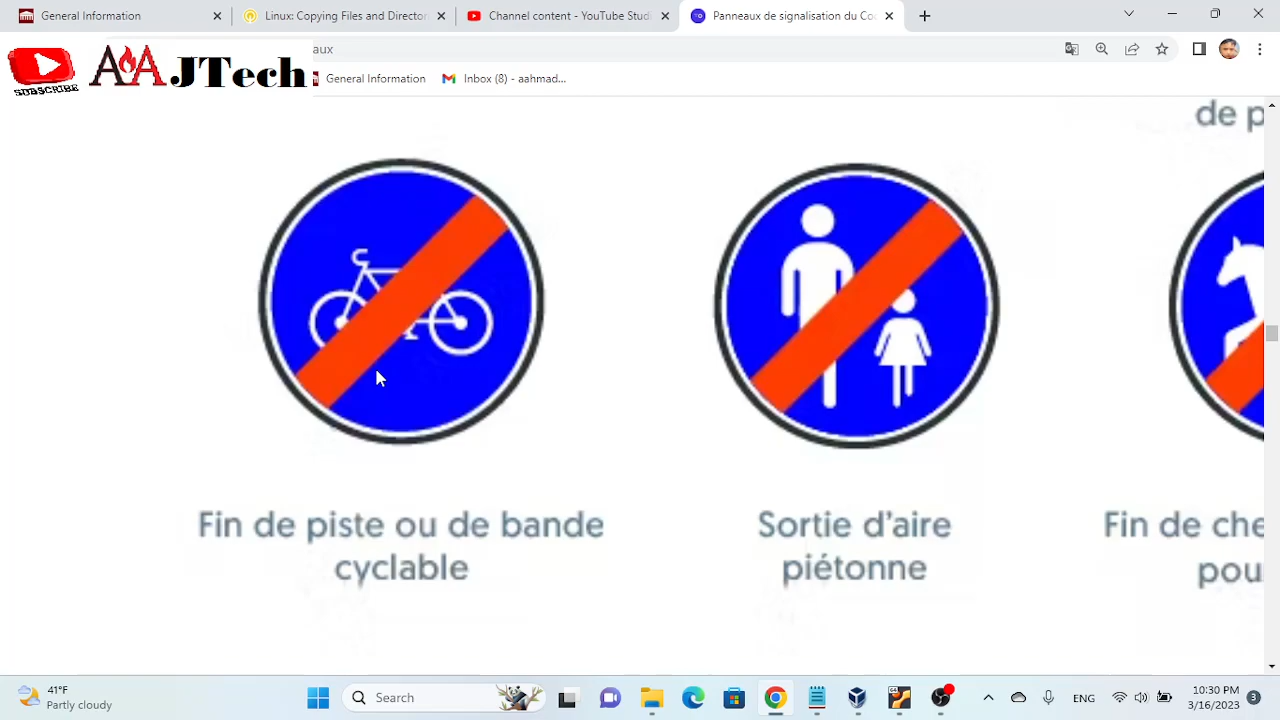 General Information
Linux: Copying Files and Directo
Channel content - YouTube Studi
Panneaux de signalisation du Co
aux
SUBSCRIBE
AAAJTech
General Information
Inbox (8) - aahmad...
de p
Fin de piste ou de bande
cyclable
Sortie d'aire
piétonne
Fin de che
pou
41°F
Partly cloudy
Search
ENG
10:30 PM
3/16/2023
3